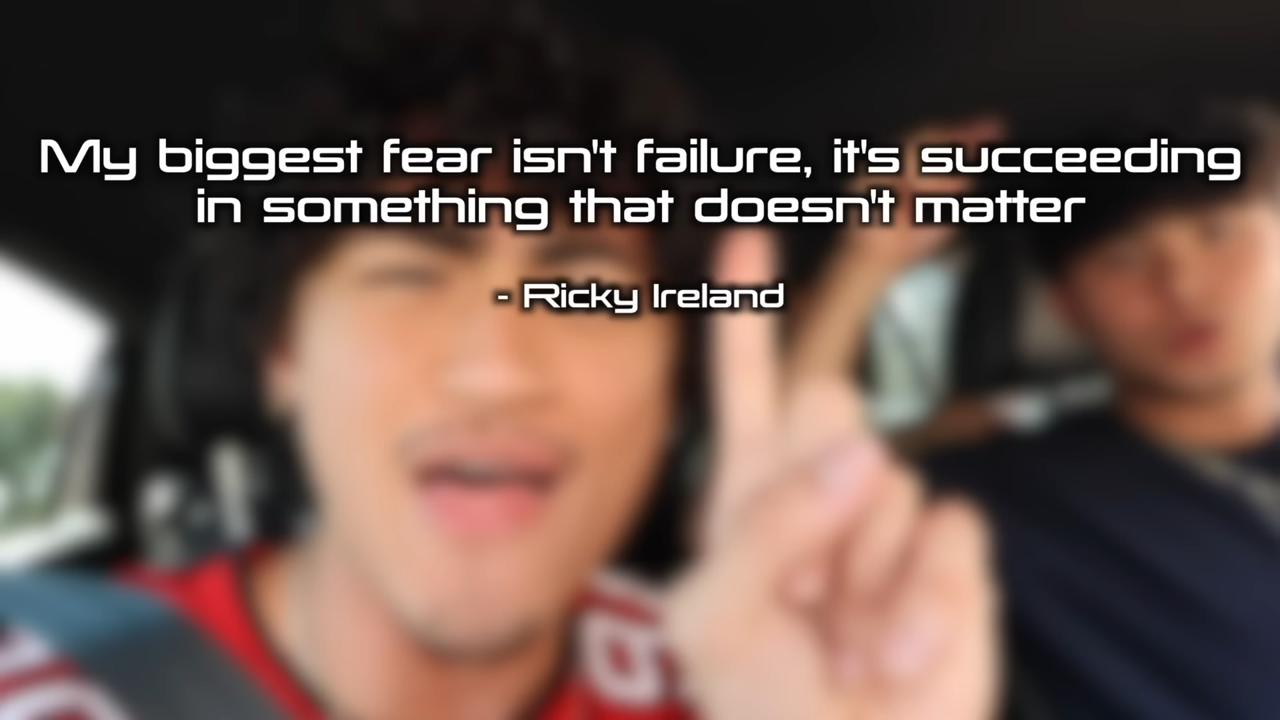 My biggest fear isn't failure, it's succeeding
in something that doesn't matter
- Ricky Ireland